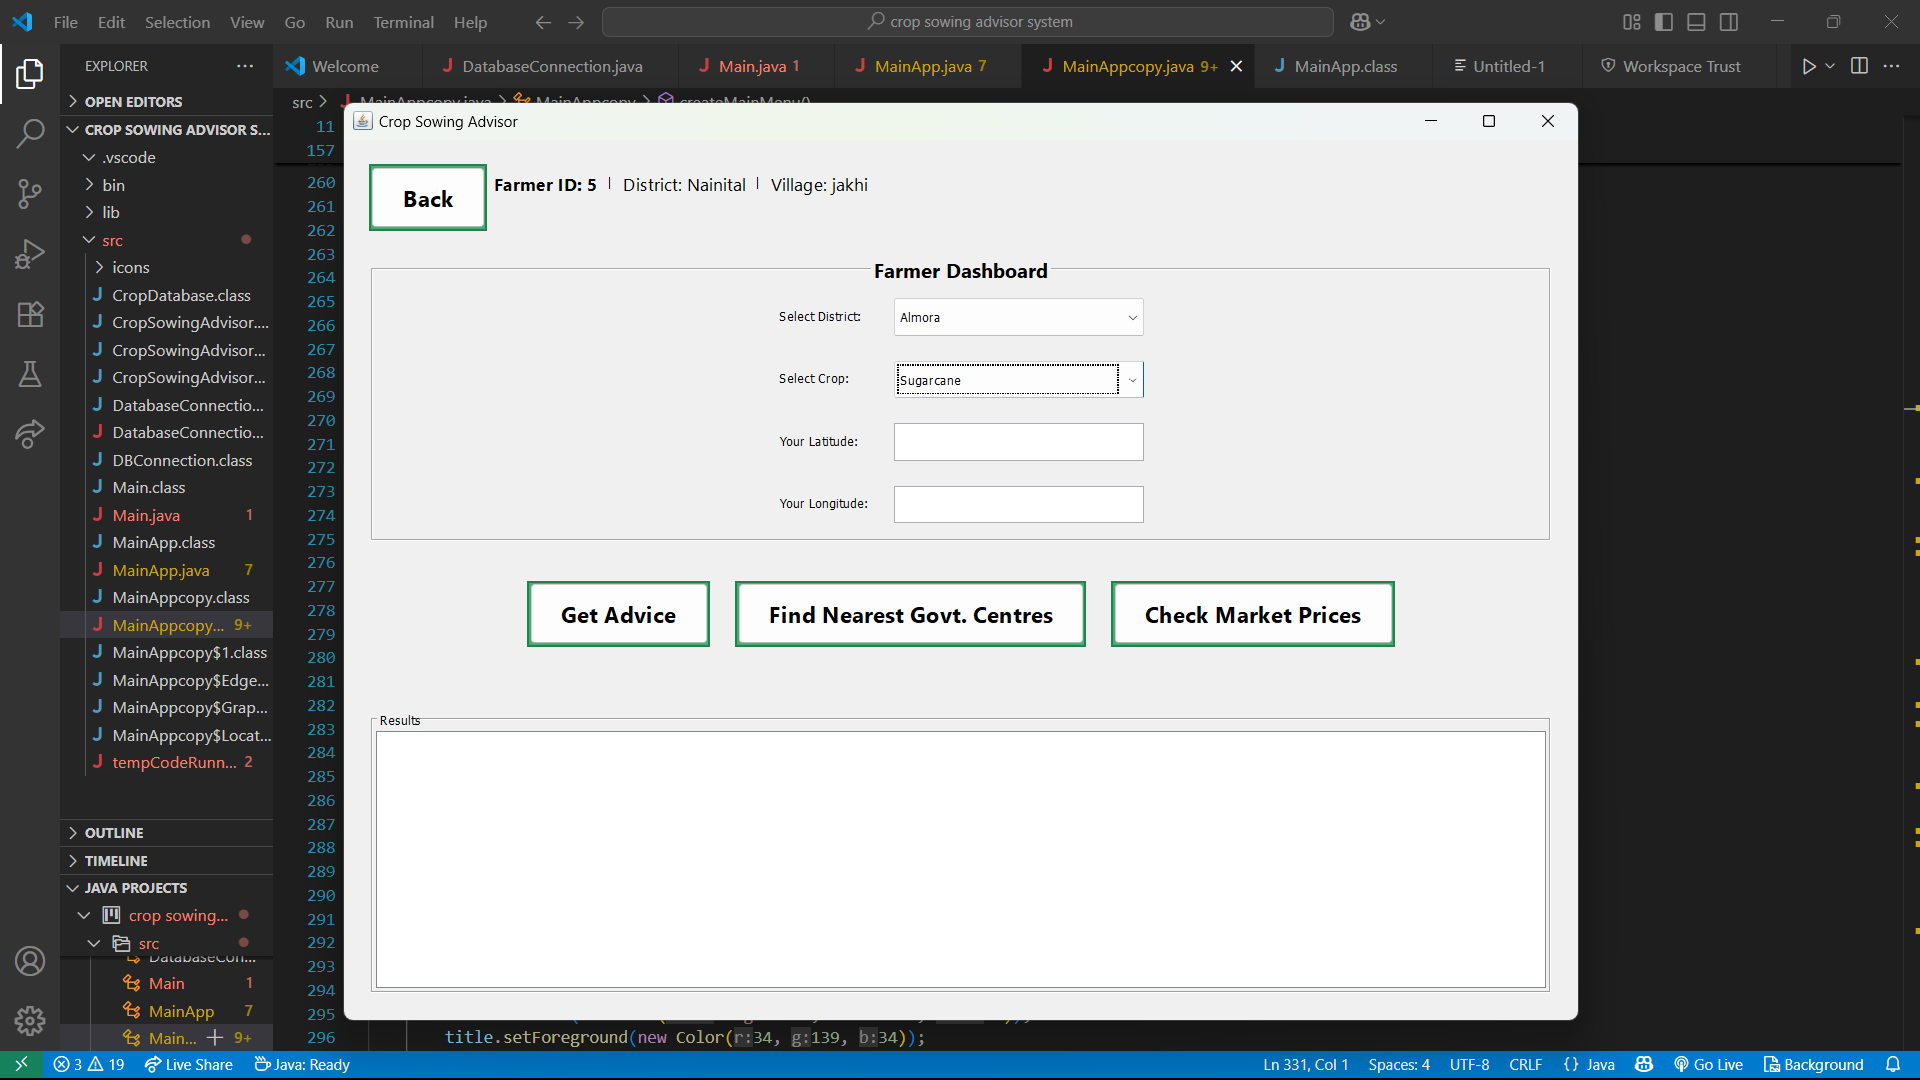 File Edit Selection View Go Run Terminal Help
crop sowing advisor system
EXPLORER
Welcome
DatabaseConnection.java
Main.java 1
MainApp.java 7
MainAppcopy.java 9+
MainApp.class
Untitled-1
Workspace Trust
OPEN EDITORS
CROP SOWING ADVISOR S...
.vscode
bin
lib
src
icons
CropDatabase.class
CropSowingAdvisor....
CropSowingAdvisor...
CropSowingAdvisor...
DatabaseConnectio...
DatabaseConnectio...
DBConnection.class
Main.class
Main.java 1
MainApp.class
MainApp.java 7
MainAppcopy.class
MainAppcopy... 9+
MainAppcopy$1.class
MainAppcopy$Edge...
MainAppcopy$Grap...
MainAppcopy$Locat...
tempCodeRunn... 2
OUTLINE
TIMELINE
JAVA PROJECTS
crop sowing...
src
DatabaseCon...
Main 1
MainApp 7
Main... 9+
src > MainAppcopy.java > MainAppcopy > createMainMenu()
11
157
260
261
262
263
264
265
266
267
268
269
270
271
272
273
274
275
276
277
278
279
280
281
282
283
284
285
286
287
288
289
290
291
292
293
294
295
296 title.setForeground(new Color(r:34, g:139, b:34));
Crop Sowing Advisor
Back
Farmer ID: 5 | District: Nainital | Village: jakhi
Farmer Dashboard
Select District: Almora
Select Crop: Sugarcane
Your Latitude:
Your Longitude:
Get Advice
Find Nearest Govt. Centres
Check Market Prices
Results
3 19 Live Share Java: Ready
Ln 331, Col 1 Spaces: 4 UTF-8 CRLF {} Java Go Live Background